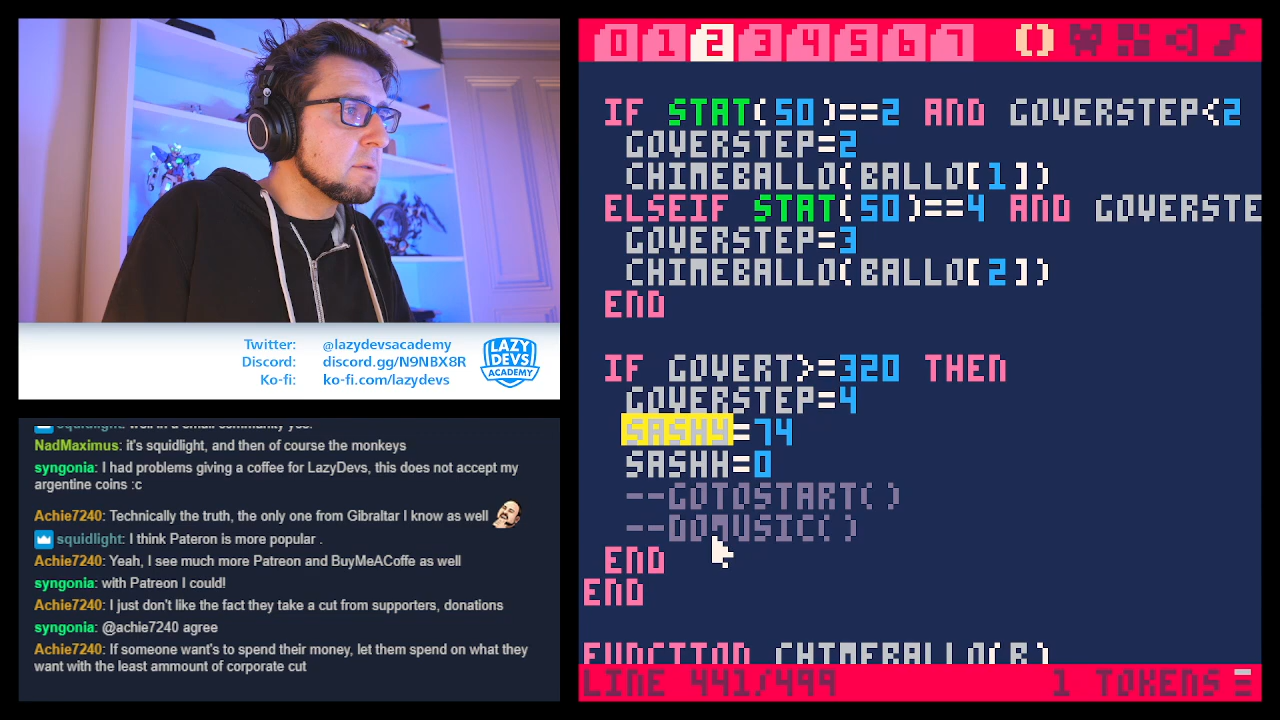 Twitter: @lazydevsacademy
Discord: discord.gg/N9NBX8R
Ko-fi: ko-fi.com/lazydevs
LAZY
DEVS
ACADEMY
NadMaximus: it's squidlight, and then of course the monkeys
syngonia: I had problems giving a coffee for LazyDevs, this does not accept my
argentine coins :c
Achie7240: Technically the truth, the only one from Gibraltar I know as well
squidlight: I think Pateron is more popular .
Achie7240: Yeah, I see much more Patreon and BuyMeACoffe as well
syngonia: with Patreon I could!
Achie7240: I just don't like the fact they take a cut from supporters, donations
syngonia: @achie7240 agree
Achie7240: If someone want's to spend their money, let them spend on what they
want with the least ammount of corporate cut
0 1 2 3 4 5 6 7 ()
IF STAT(50)==2 AND GOVERSTEP<2
GOVERSTEP=2
CHIMEBALLO(BALLO[1])
ELSEIF STAT(50)==4 AND GOVERSTE
GOVERSTEP=3
CHIMEBALLO(BALLO[2])
END
IF GOVERT>=320 THEN
GOVERSTEP=4
SASHY=74
SASHH=0
--GOTOSTART()
--DOMUSIC()
END
END
FUNCTION CHIMEBALLO(B)
LINE 441/499 1 TOKENS